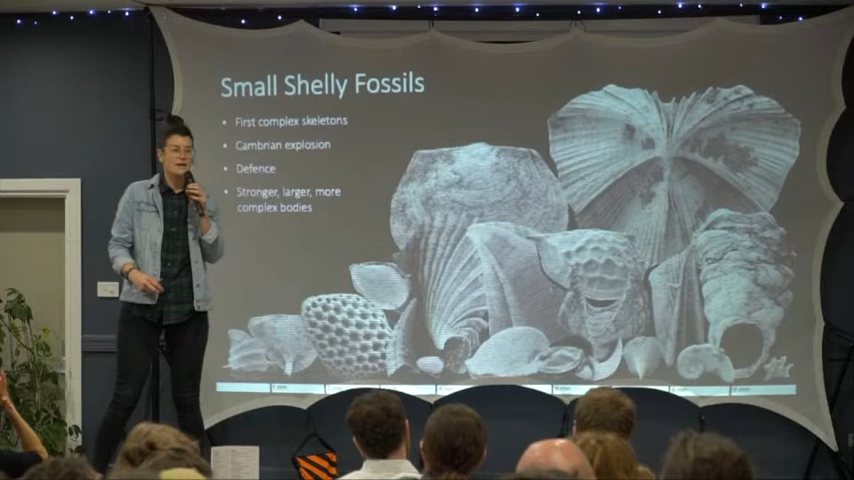 Small Shelly Fossils
• First complex skeletons
• Cambrian explosion
• Defence
• Stronger, larger, more
complex bodies